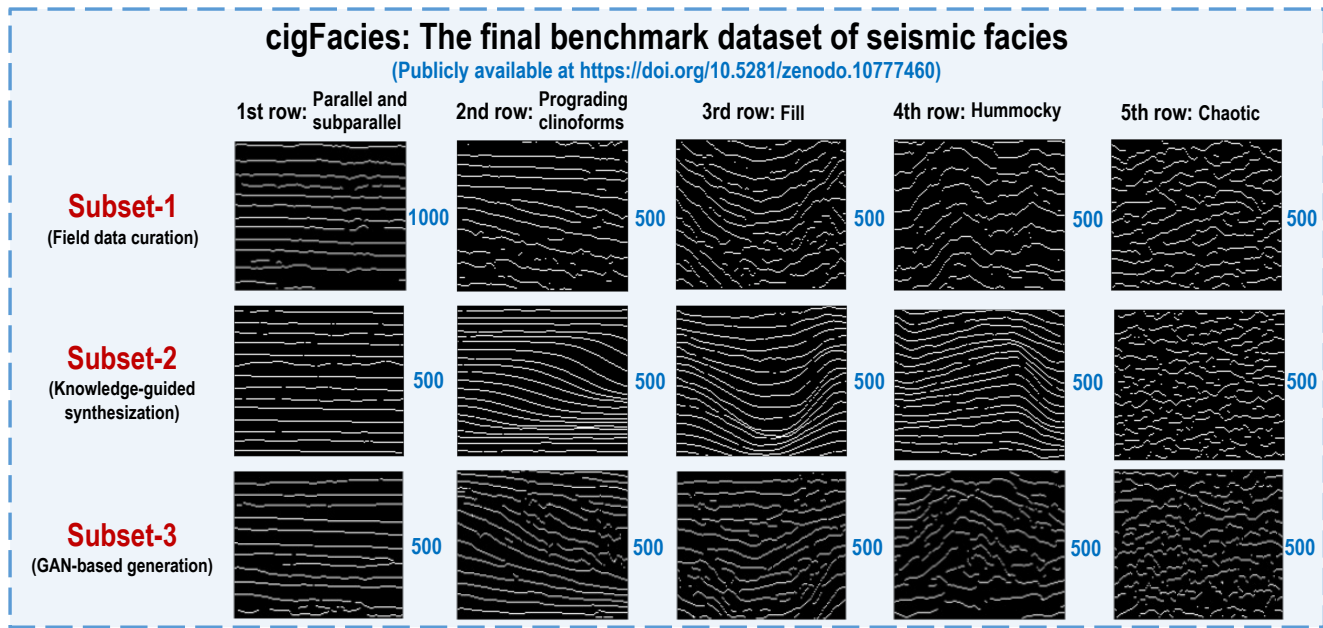 cigFacies: The final benchmark dataset of seismic facies
(Publicly available at https://doi.org/10.5281/zenodo.10777460)
1st row: Parallel and subparallel
2nd row: Prograding clinoforms
3rd row: Fill
4th row: Hummocky
5th row: Chaotic
Subset-1
(Field data curation)
1000
500
500
500
500
Subset-2
(Knowledge-guided
synthesization)
500
500
500
500
500
Subset-3
(GAN-based generation)
500
500
500
500
500